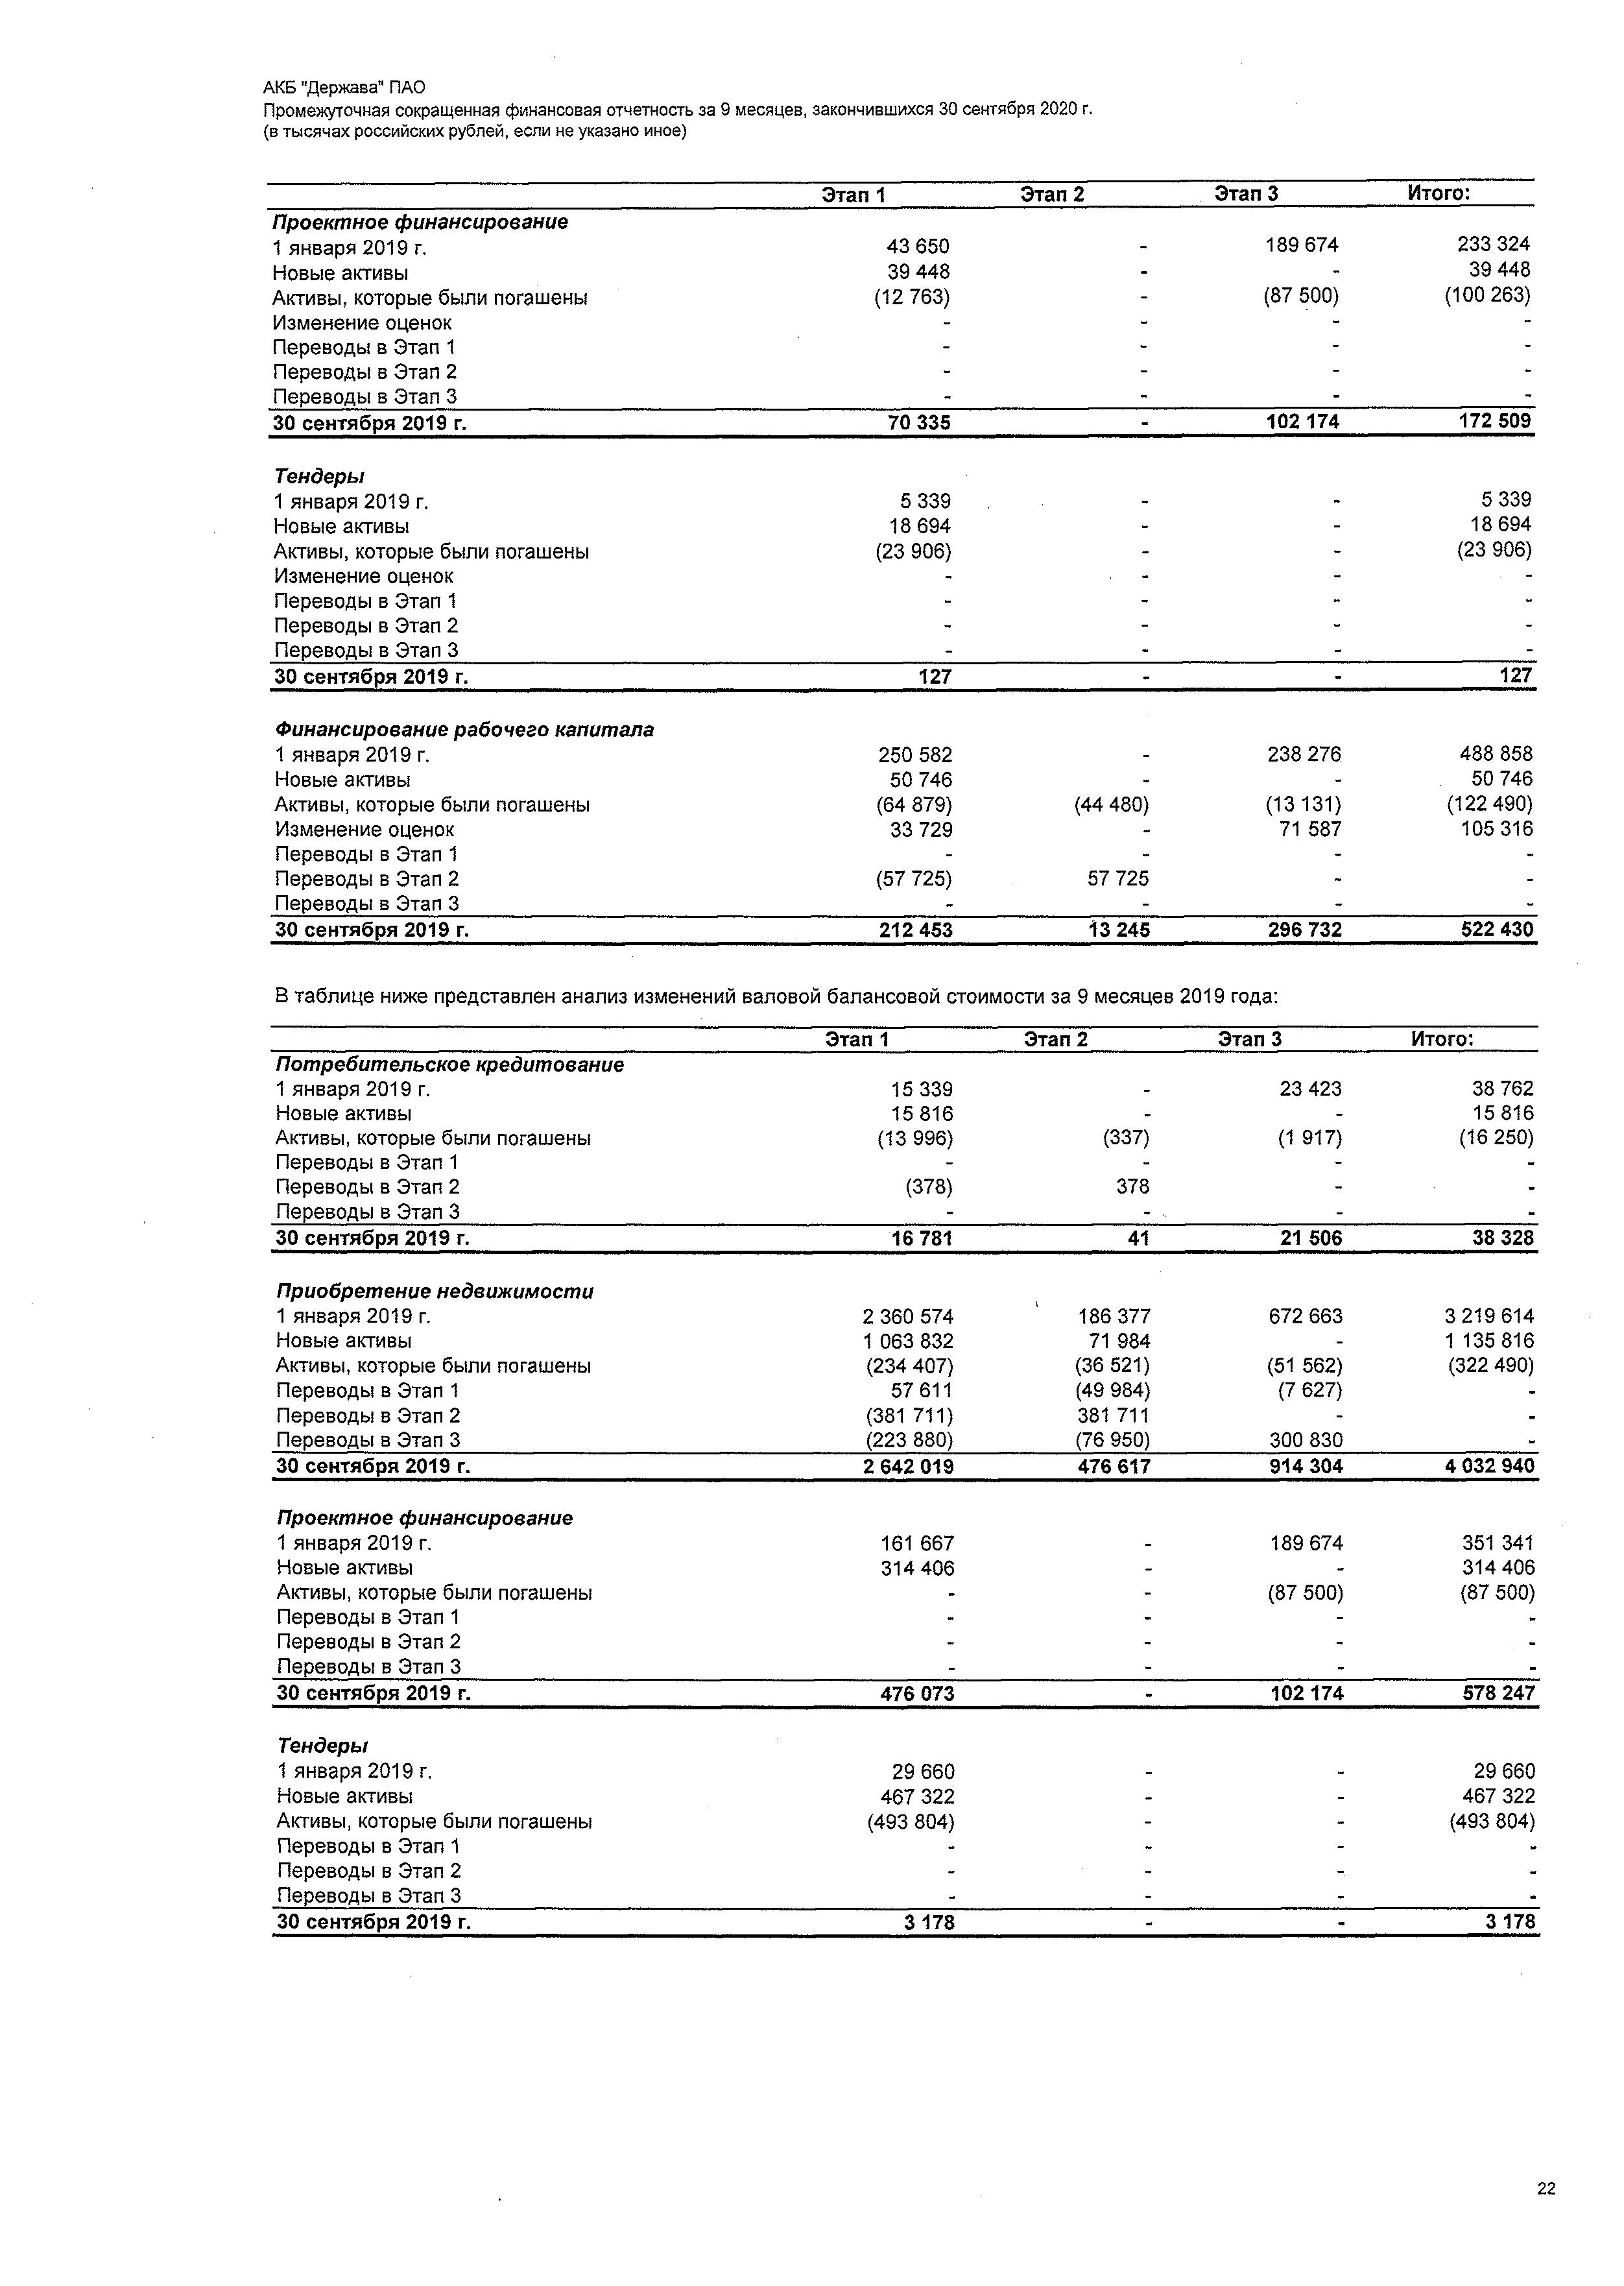 АКБ "Держава" ПАО
Промежуточная сокращенная финансовая отчетность за 9 месяцев, закончившихся 30 сентября 2020 г.
(в тысячах российских рублей, если не указано иное)
Этап 1 Этап 2 Этап 3 Итого:
Проектное финансирование
1 января 2019 г. 43 650 - 189 674 233 324
Новые активы 39 448 - - 39 448
Активы, которые были погашены (12 763) - (87 500) (100 263)
Изменение оценок - - - -
Переводы в Этап 1 - - - -
Переводы в Этап 2 - - - -
Переводы в Этап 3 - - - -
30 сентября 2019 г. 70 335 - 102 174 172 509
Тендеры
1 января 2019 г. 5 339 - - 5 339
Новые активы 18 694 - - 18 694
Активы, которые были погашены (23 906) - - (23 906)
Изменение оценок - - - -
Переводы в Этап 1 - - - -
Переводы в Этап 2 - - - -
Переводы в Этап 3 - - - -
30 сентября 2019 г. 127 - - 127
Финансирование рабочего капитала
1 января 2019 г. 250 582 - 238 276 488 858
Новые активы 50 746 - - 50 746
Активы, которые были погашены (64 879) (44 480) (13 131) (122 490)
Изменение оценок 33 729 - 71 587 105 316
Переводы в Этап 1 - - - -
Переводы в Этап 2 (57 725) 57 725 - -
Переводы в Этап 3 - - - -
30 сентября 2019 г. 212 453 13 245 296 732 522 430
В таблице ниже представлен анализ изменений валовой балансовой стоимости за 9 месяцев 2019 года:
Этап 1 Этап 2 Этап 3 Итого:
Потребительское кредитование
1 января 2019 г. 15 339 - 23 423 38 762
Новые активы 15 816 - - 15 816
Активы, которые были погашены (13 996) (337) (1 917) (16 250)
Переводы в Этап 1 - - - -
Переводы в Этап 2 (378) 378 - -
Переводы в Этап 3 - - - -
30 сентября 2019 г. 16 781 41 21 506 38 328
Приобретение недвижимости
1 января 2019 г. 2 360 574 186 377 672 663 3 219 614
Новые активы 1 063 832 71 984 - 1 135 816
Активы, которые были погашены (234 407) (36 521) (51 562) (322 490)
Переводы в Этап 1 57 611 (49 984) (7 627) -
Переводы в Этап 2 (381 711) 381 711 - -
Переводы в Этап 3 (223 880) (76 950) 300 830 -
30 сентября 2019 г. 2 642 019 476 617 914 304 4 032 940
Проектное финансирование
1 января 2019 г. 161 667 - 189 674 351 341
Новые активы 314 406 - - 314 406
Активы, которые были погашены - - (87 500) (87 500)
Переводы в Этап 1 - - - -
Переводы в Этап 2 - - - -
Переводы в Этап 3 - - - -
30 сентября 2019 г. 476 073 - 102 174 578 247
Тендеры
1 января 2019 г. 29 660 - - 29 660
Новые активы 467 322 - - 467 322
Активы, которые были погашены (493 804) - - (493 804)
Переводы в Этап 1 - - - -
Переводы в Этап 2 - - - -
Переводы в Этап 3 - - - -
30 сентября 2019 г. 3 178 - - 3 178
22